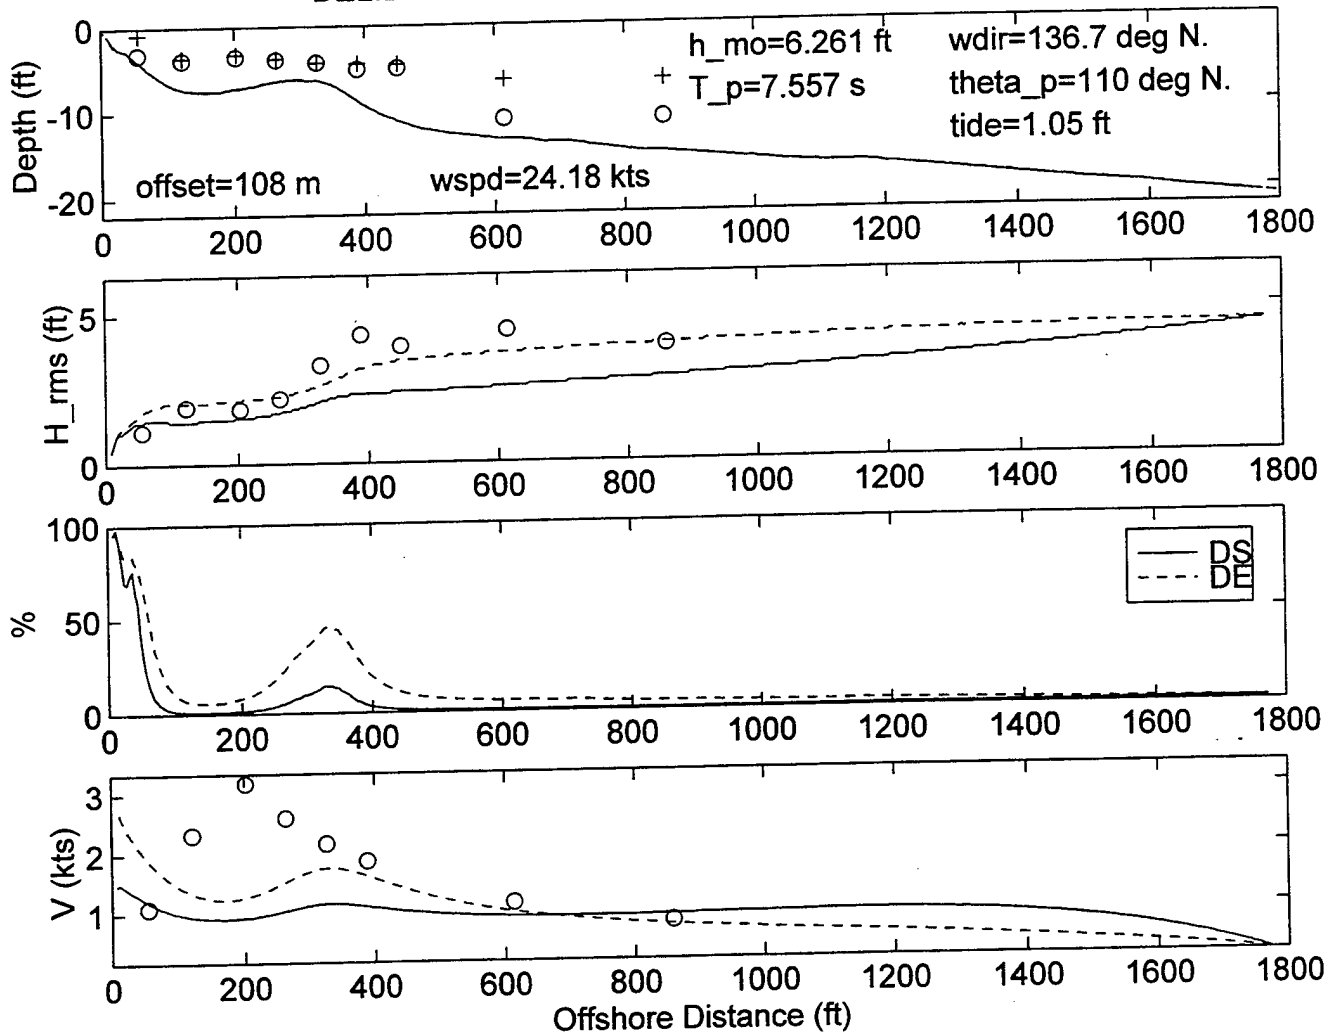 h_mo=6.261 ft
wdir=136.7 deg N.
T_p=7.557 s
theta_p=110 deg N.
tide=1.05 ft
offset=108 m
wspd=24.18 kts
Depth (ft)
0
-10
-20
0 200 400 600 800 1000 1200 1400 1600 1800
H_rms (ft)
5
0
0 200 400 600 800 1000 1200 1400 1600 1800
%
100
50
0
DS
DE
0 200 400 600 800 1000 1200 1400 1600 1800
V (kts)
3
2
1
0 200 400 600 800 1000 1200 1400 1600 1800
Offshore Distance (ft)